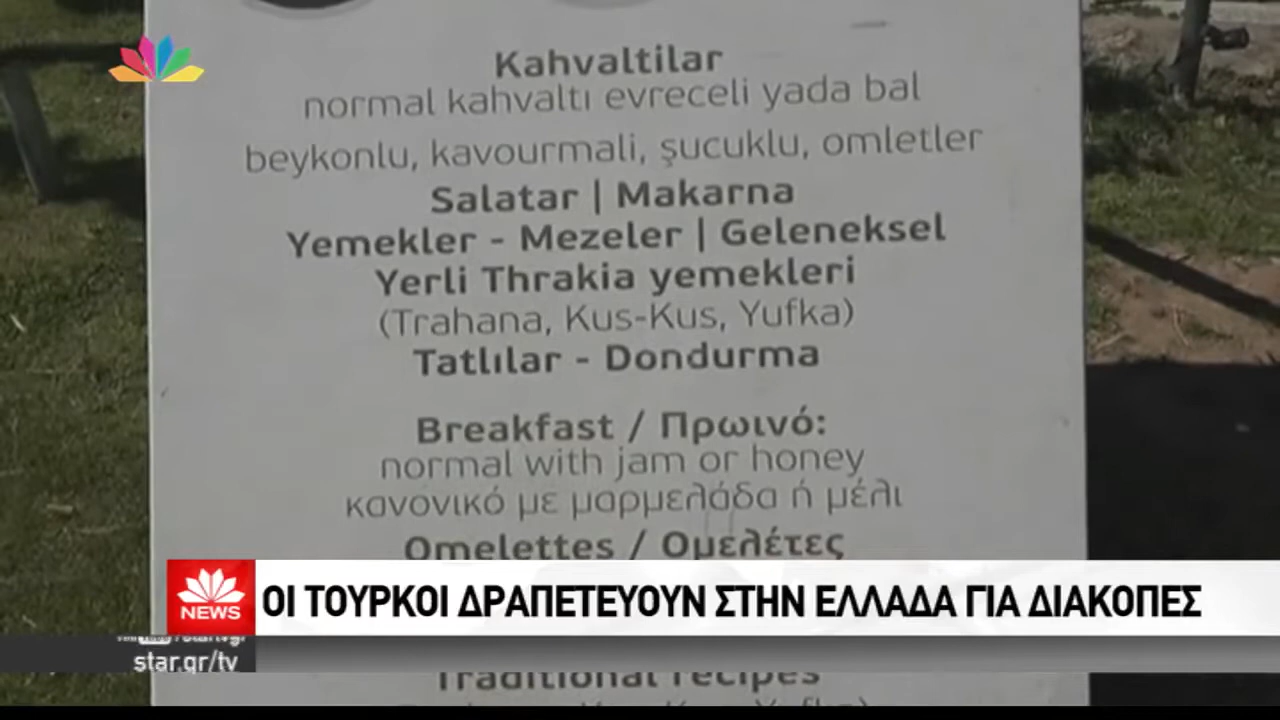 Kahvaltilar
normal kahvaltı evreceli yada bal
beykonlu, kavourmali, şucuklu, omletler
Salatar | Makarna
Yemekler - Mezeler | Geleneksel
Yerli Thrakia yemekleri
(Trahana, Kus-Kus, Yufka)
Tatlılar - Dondurma
Breakfast / Πρωινό:
normal with jam or honey
κανονικό με μαρμελάδα ή μέλι
Omelettes / Ομελέτες
NEWS
ΟΙ ΤΟΥΡΚΟΙ ΔΡΑΠΕΤΕΥΟΥΝ ΣΤΗΝ ΕΛΛΑΔΑ ΓΙΑ ΔΙΑΚΟΠΕΣ
star.gr/tv
Traditional recipes